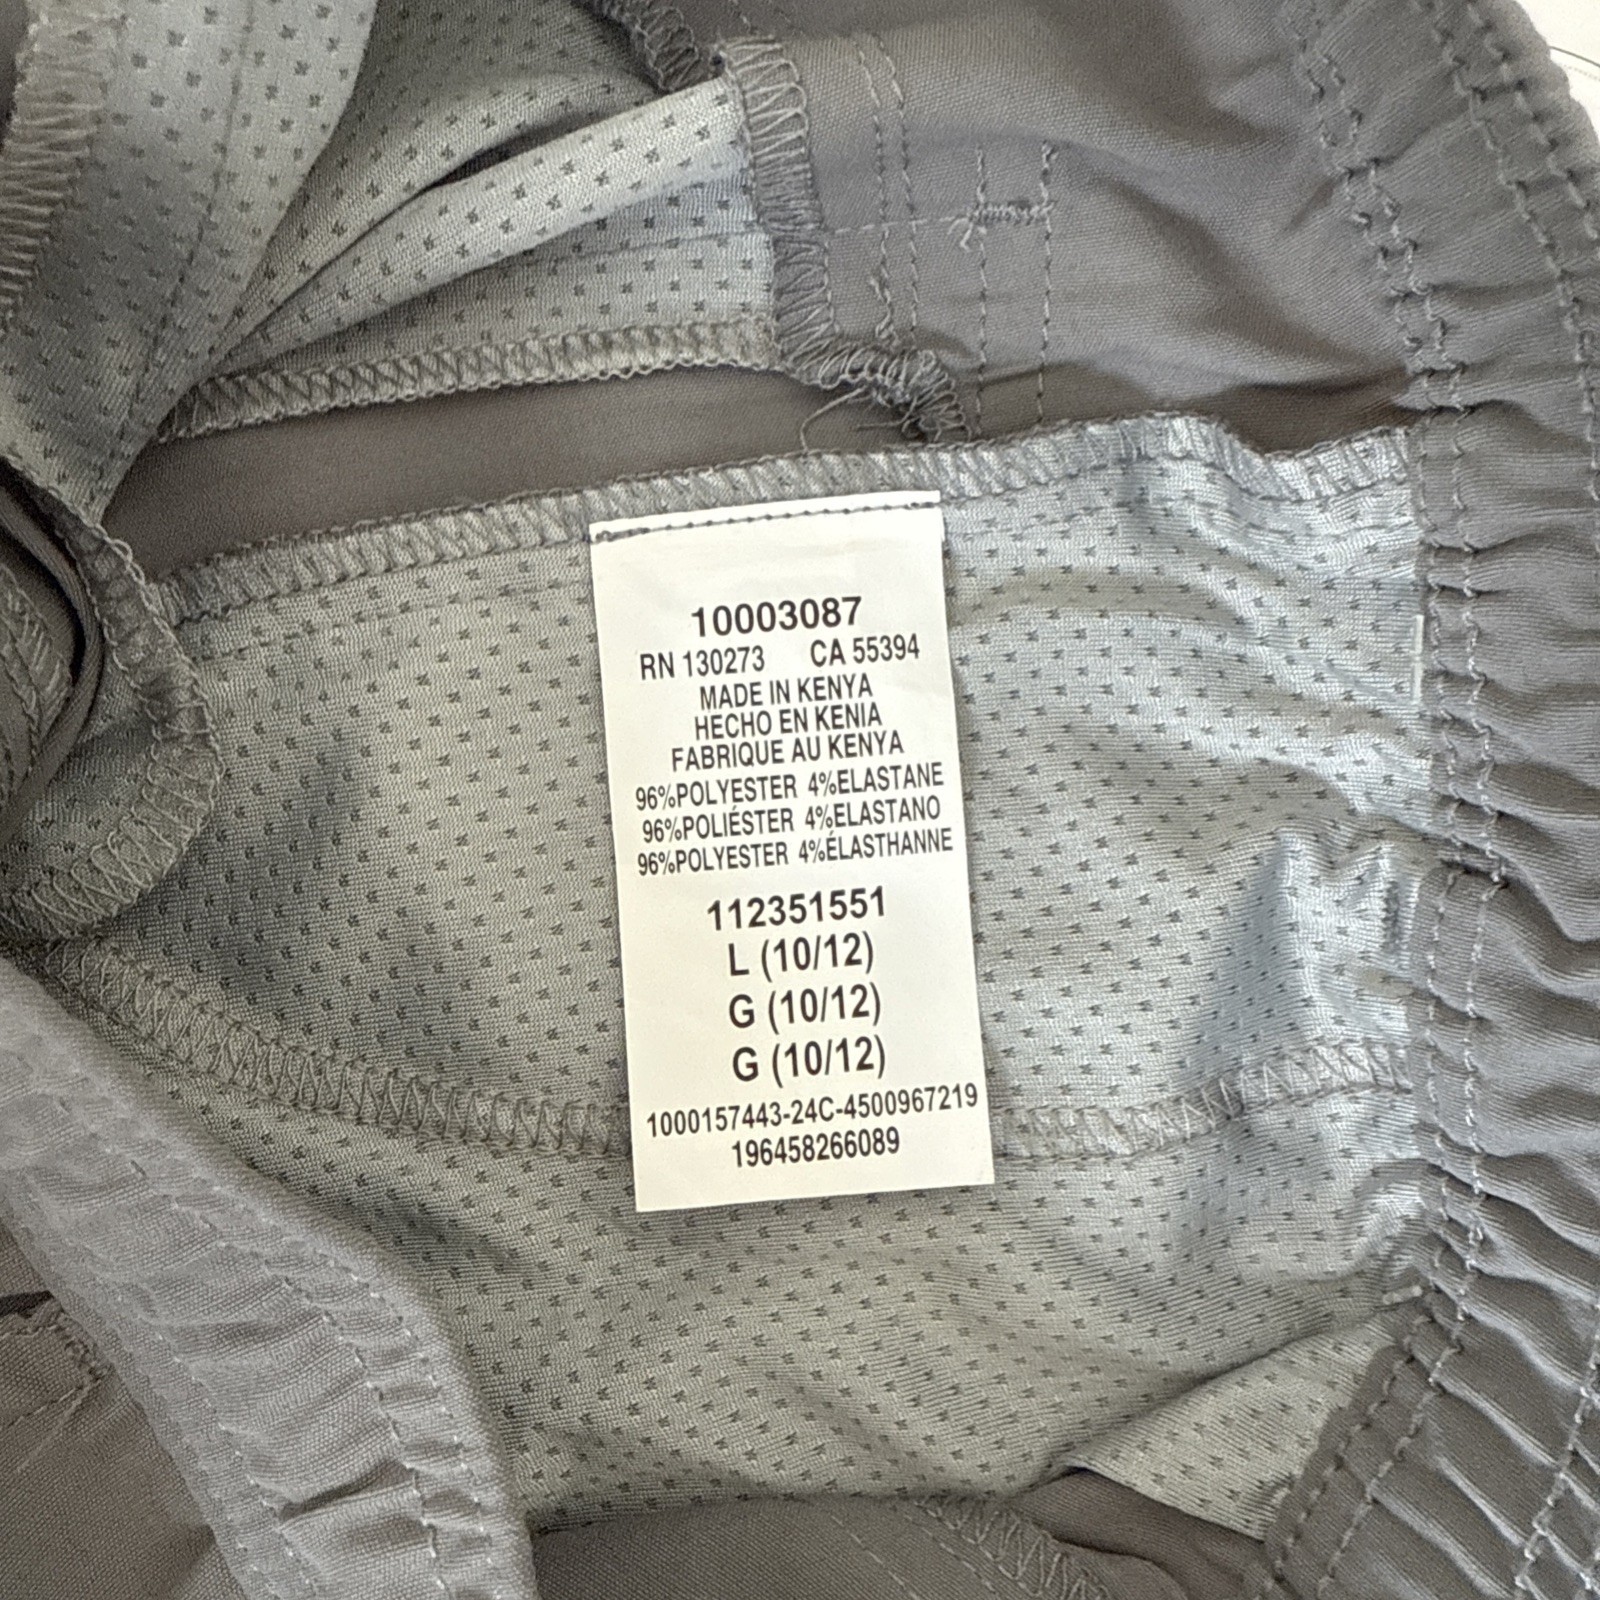 10003087
RN 130273 CA 55394
MADE IN KENYA
HECHO EN KENIA
FABRIQUE AU KENYA
96%POLYESTER 4%ELASTANE
96%POLIÉSTER 4%ELASTANO
96%POLYESTER 4%ÉLASTHANNE
112351551
L (10/12)
G (10/12)
G (10/12)
1000157443-24C-4500967219
196458266089